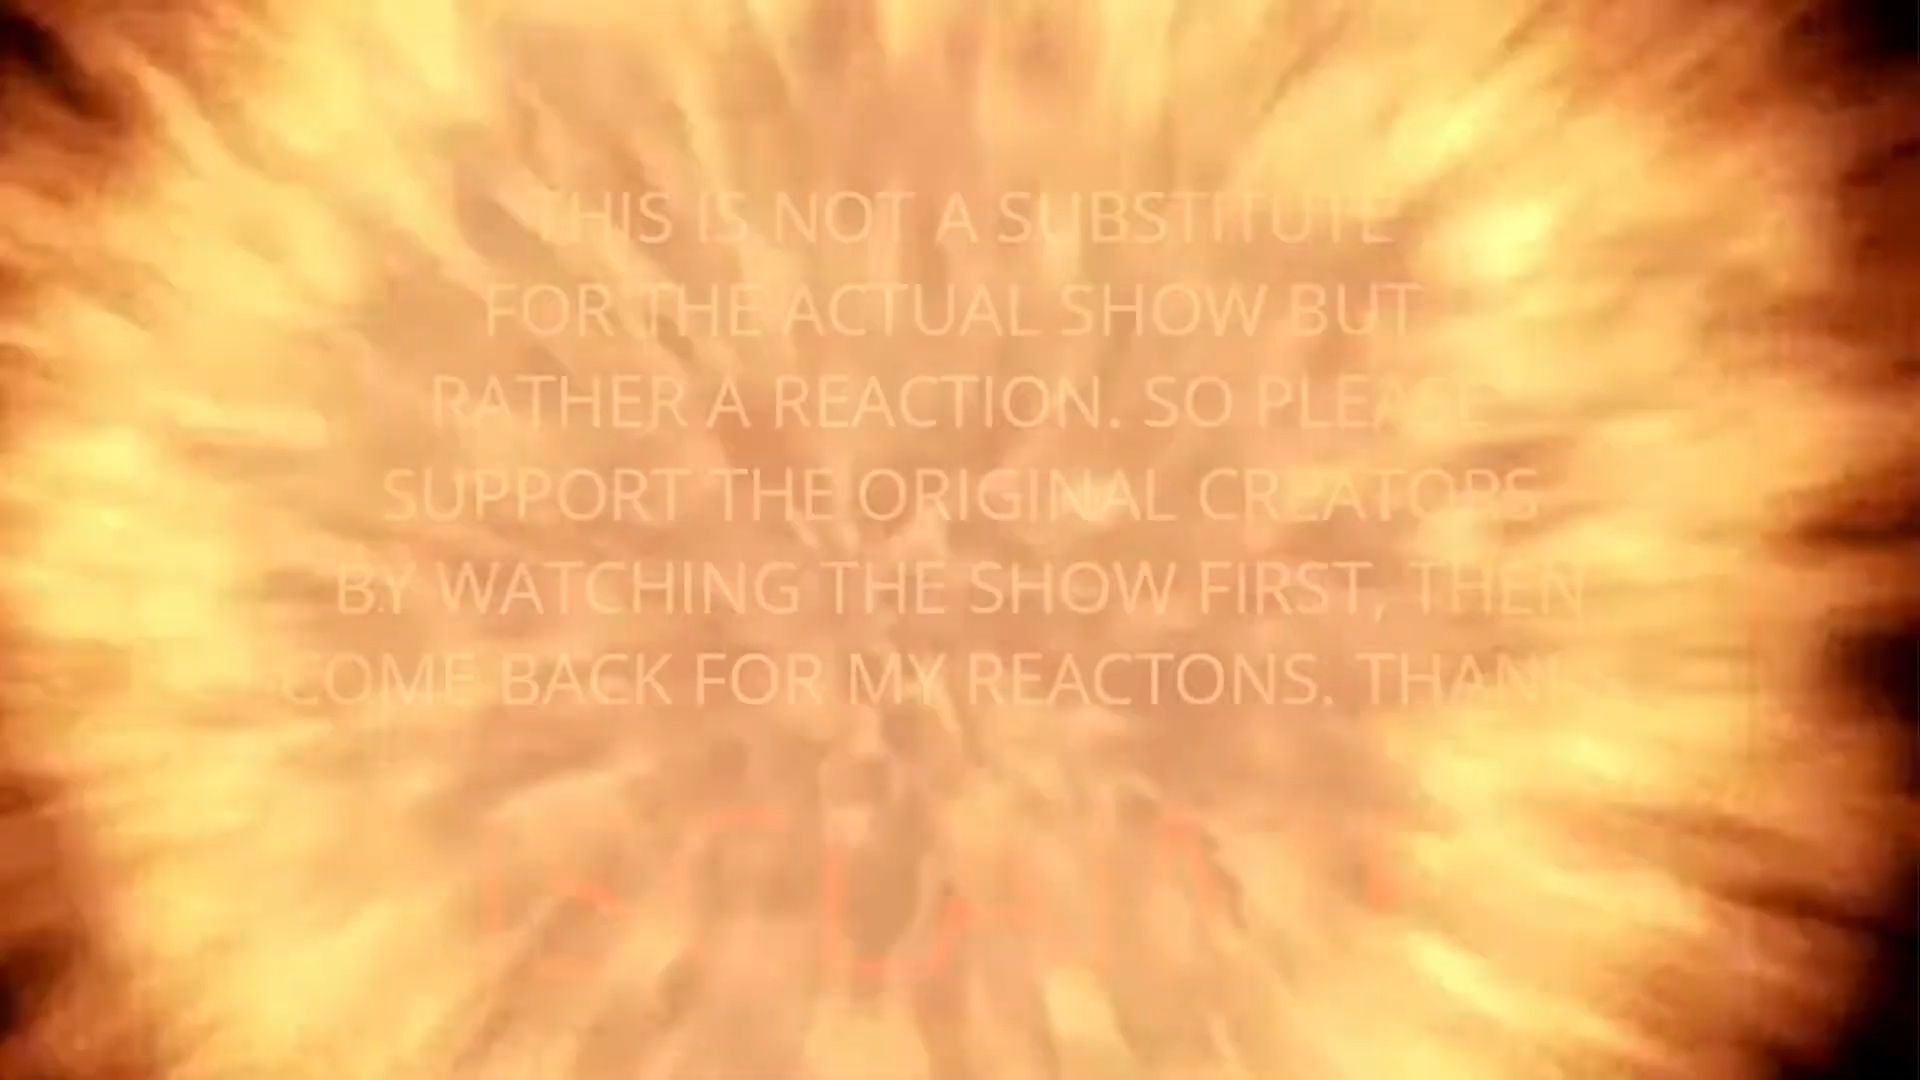 THIS IS NOT A SUBSTITUTE
FOR THE ACTUAL SHOW BUT
RATHER A REACTION. SO PLEASE
SUPPORT THE ORIGINAL CREATORS
BY WATCHING THE SHOW FIRST, THEN
COME BACK FOR MY REACTONS. THANKS